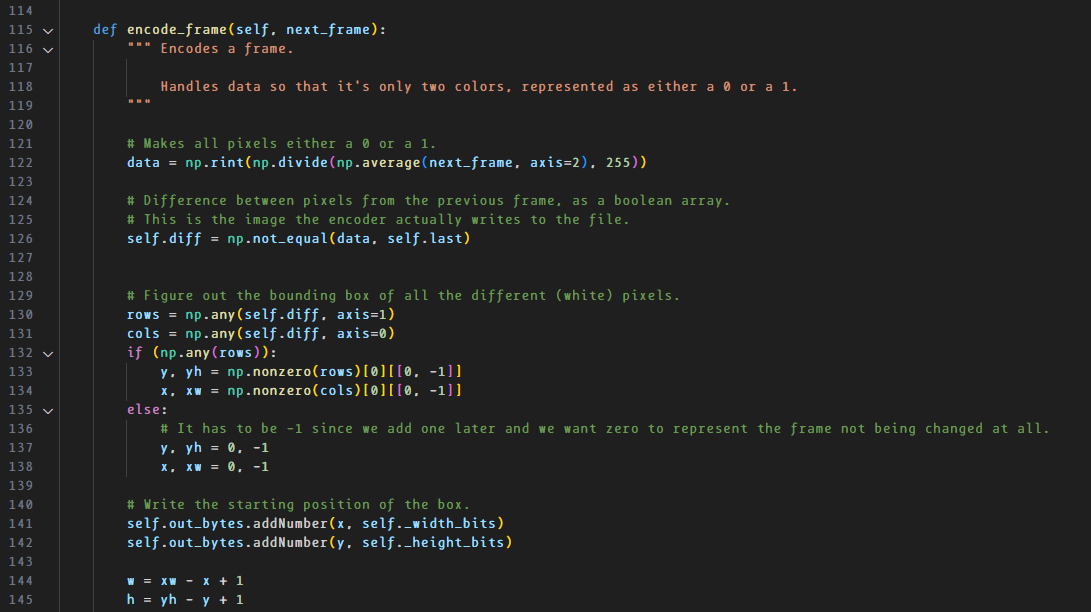 114
115 def encode_frame(self, next_frame):
116 """ Encodes a frame.
117
118 Handles data so that it's only two colors, represented as either a 0 or a 1.
119 """
120
121 # Makes all pixels either a 0 or a 1.
122 data = np.rint(np.divide(np.average(next_frame, axis=2), 255))
123
124 # Difference between pixels from the previous frame, as a boolean array.
125 # This is the image the encoder actually writes to the file.
126 self.diff = np.not_equal(data, self.last)
127
128
129 # Figure out the bounding box of all the different (white) pixels.
130 rows = np.any(self.diff, axis=1)
131 cols = np.any(self.diff, axis=0)
132 if (np.any(rows)):
133 y, yh = np.nonzero(rows)[0][[0, -1]]
134 x, xw = np.nonzero(cols)[0][[0, -1]]
135 else:
136 # It has to be -1 since we add one later and we want zero to represent the frame not being changed at all.
137 y, yh = 0, -1
138 x, xw = 0, -1
139
140 # Write the starting position of the box.
141 self.out_bytes.addNumber(x, self._width_bits)
142 self.out_bytes.addNumber(y, self._height_bits)
143
144 w = xw - x + 1
145 h = yh - y + 1